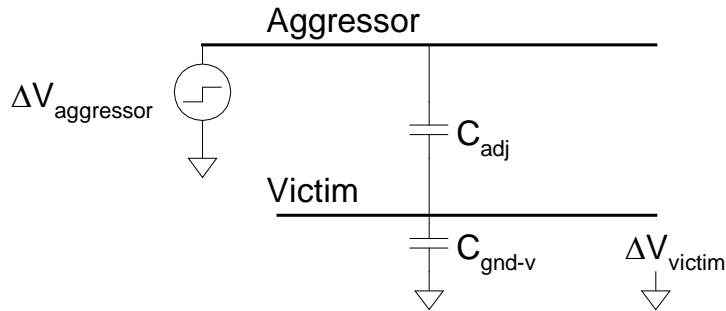 Aggressor
ΔV_aggressor
C_adj
Victim
C_gnd-v
ΔV_victim